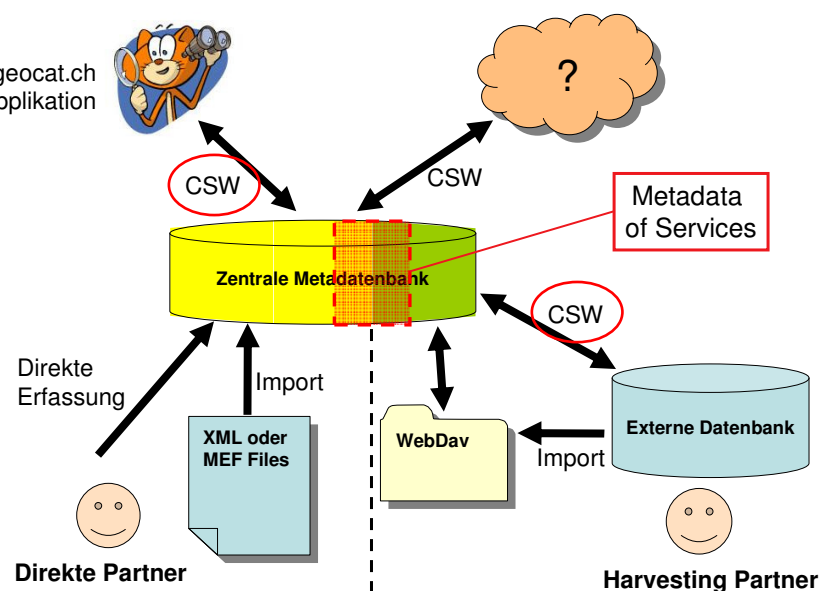 geocat.ch
pplikation
?
CSW
CSW
Metadata
of Services
Zentrale Metadatenbank
CSW
Direkte
Erfassung
Import
XML oder
MEF Files
WebDav
Import
Externe Datenbank
Direkte Partner
Harvesting Partner